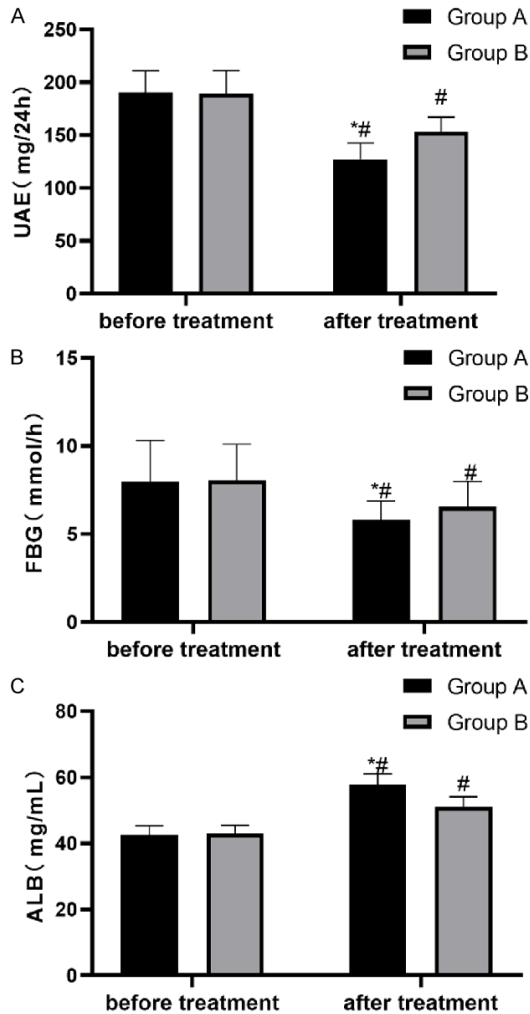 A
Group A
Group B
UAE( mg/24h)
250
200
150
100
50
0
*#
#
before treatment
after treatment
B
Group A
Group B
FBG( mmol/h)
15
10
5
0
*#
#
before treatment
after treatment
C
Group A
Group B
ALB( mg/mL)
80
60
40
20
0
*#
#
before treatment
after treatment